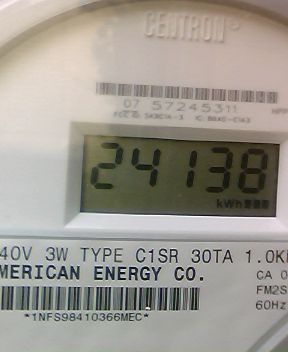 CENTRON
07 57245311
24138
kWh
40V 3W TYPE C1SR 30TA 1.0K
MERICAN ENERGY CO.
CA 0
FM2S
60Hz
*1NFS98410366MEC*